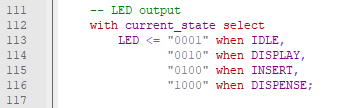 111 -- LED output
112 with current_state select
113 LED <= "0001" when IDLE,
114 "0010" when DISPLAY,
115 "0100" when INSERT,
116 "1000" when DISPENSE;
117